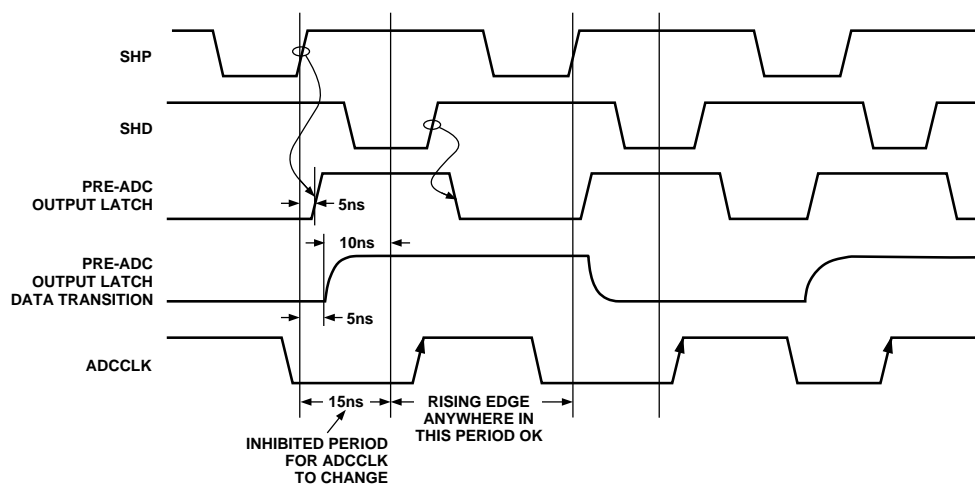 SHP
SHD
PRE-ADC
OUTPUT LATCH
5ns
10ns
PRE-ADC
OUTPUT LATCH
DATA TRANSITION
5ns
ADCCLK
15ns
RISING EDGE
ANYWHERE IN
THIS PERIOD OK
INHIBITED PERIOD
FOR ADCCLK
TO CHANGE